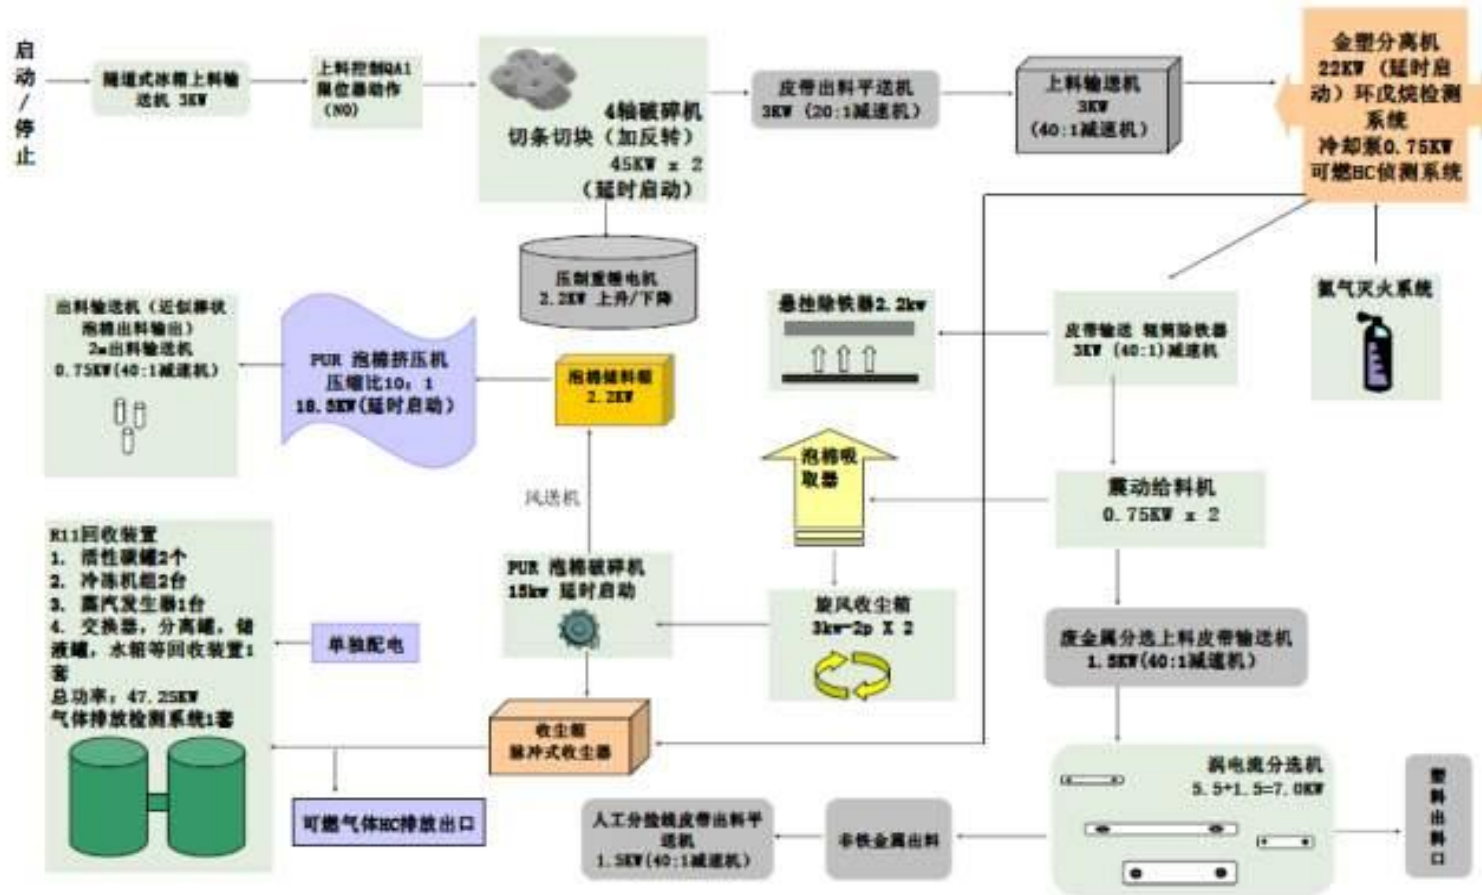 启
动
/
停
止
隧道式冰箱上料输
送机 3KW
上料控制QA1
限位器动作
(NO)
4轴破碎机
切条切块（加反转）
45KW x 2
（延时启动）
皮带出料平送机
3KW (20:1减速机)
上料输送机
3KW
(40:1减速机)
金塑分离机
22KW (延时启
动) 环戊烷检测
系统
冷却泵0.75KW
可燃HC侦测系统
压制重锤电机
2.2KW 上升/下降
出料输送机（近似棒状
泡棉出料输出）
2m出料输送机
0.75KW(40:1减速机)
PUR 泡棉挤压机
压缩比10：1
18.5KW(延时启动)
泡棉储料箱
2.2KW
悬挂除铁器2.2kw
皮带输送 辊筒除铁器
3KW (40:1)减速机
氮气灭火系统
泡棉吸
取器
震动给料机
0.75KW x 2
风送机
R11回收装置
1. 活性碳罐2个
2. 冷冻机组2台
3. 蒸汽发生器1台
4. 交换器，分离罐，储
液罐，水箱等回收装置1
套
总功率：47.25KW
气体排放检测系统1套
单独配电
PUR 泡棉破碎机
15kw 延时启动
旋风收尘箱
3kw-2p X 2
废金属分选上料皮带输送机
1.5KW(40:1减速机)
收尘箱
脉冲式收尘器
可燃气体HC排放出口
人工分捡线皮带出料平
送机
1.5KW(40:1减速机)
非铁金属出料
涡电流分选机
5.5+1.5=7.0KW
塑
料
出
料
口